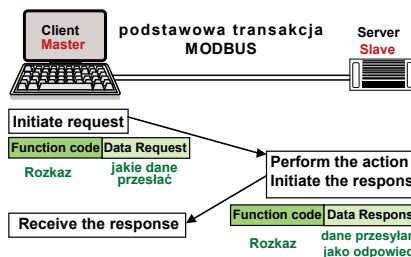 Client
Master
podstawowa transakcja
MODBUS
Server
Slave
Initiate request
Function code Data Request
Rozkaz
jakie dane
przesłać
Perform the action
Initiate the respons
Receive the response
Function code Data Respons
Rozkaz
dane przesyłan
jako odpowied